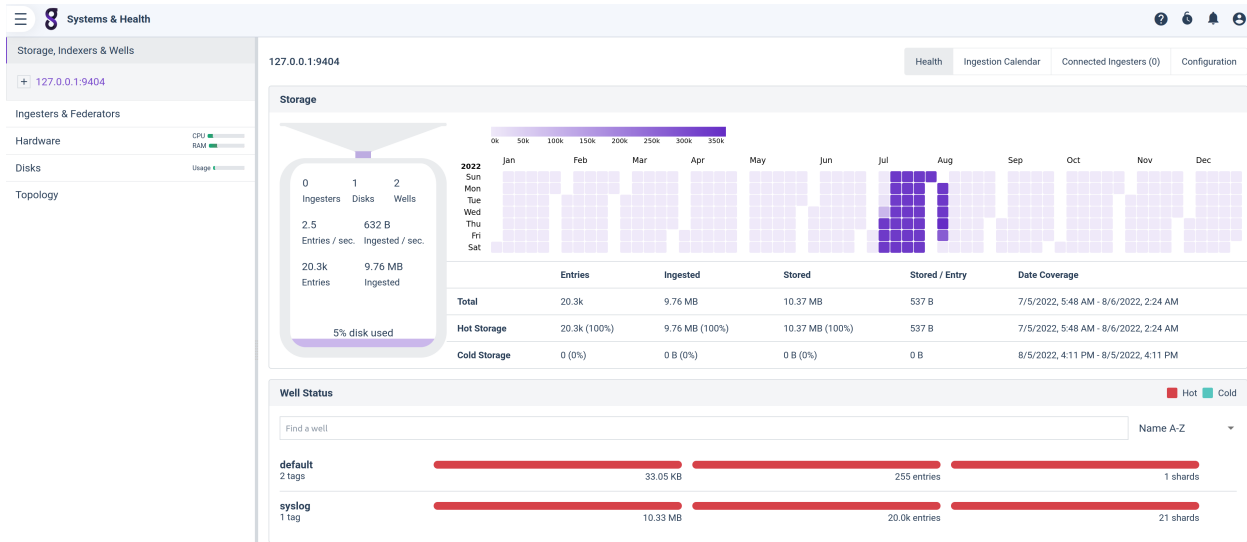 Systems & Health
Storage, Indexers & Wells
127.0.0.1:9404
Ingesters & Federators
Hardware CPU
RAM
Disks Usage
Topology
127.0.0.1:9404 Health Ingestion Calendar Connected Ingesters (0) Configuration
Storage
0 1 2
Ingesters Disks Wells
2.5 632 B
Entries / sec. Ingested / sec.
20.3k 9.76 MB
Entries Ingested
5% disk used
0k 50k 100k 150k 200k 250k 300k 350k
2022 Jan Feb Mar Apr May Jun Jul Aug Sep Oct Nov Dec
Sun
Mon
Tue
Wed
Thu
Fri
Sat
Entries Ingested Stored Stored / Entry Date Coverage
Total 20.3k 9.76 MB 10.37 MB 537 B 7/5/2022, 5:48 AM - 8/6/2022, 2:24 AM
Hot Storage 20.3k (100%) 9.76 MB (100%) 10.37 MB (100%) 537 B 7/5/2022, 5:48 AM - 8/6/2022, 2:24 AM
Cold Storage 0 (0%) 0 B (0%) 0 B (0%) 0 B 8/5/2022, 4:11 PM - 8/5/2022, 4:11 PM
Well Status Hot Cold
Find a well Name A-Z
default
2 tags 33.05 KB 255 entries 1 shards
syslog
1 tag 10.33 MB 20.0k entries 21 shards